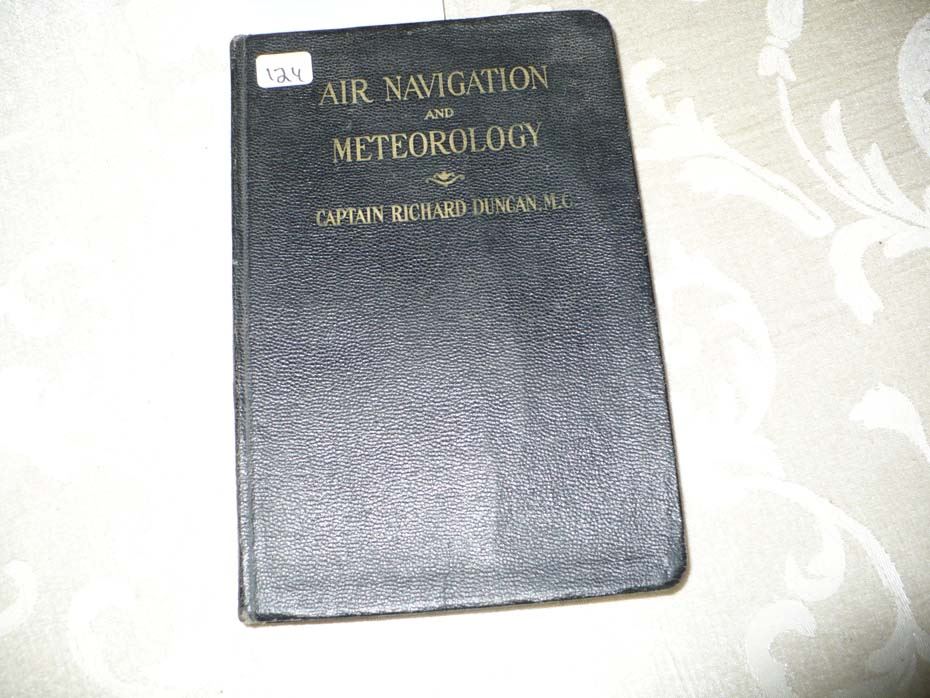 124
AIR NAVIGATION
AND
METEOROLOGY
CAPTAIN RICHARD DUNCAN, M.C.